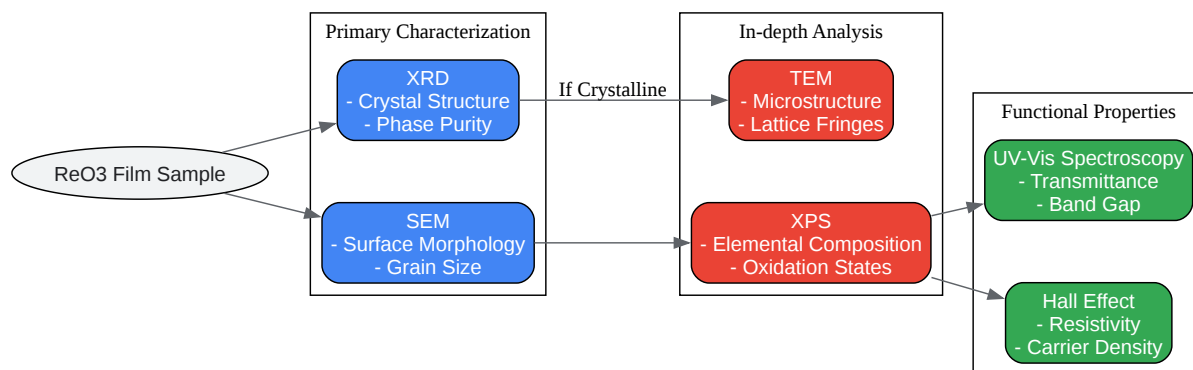 ReO3 Film Sample
Primary Characterization
XRD
- Crystal Structure
- Phase Purity
SEM
- Surface Morphology
- Grain Size
If Crystalline
In-depth Analysis
TEM
- Microstructure
- Lattice Fringes
XPS
- Elemental Composition
- Oxidation States
Functional Properties
UV-Vis Spectroscopy
- Transmittance
- Band Gap
Hall Effect
- Resistivity
- Carrier Density